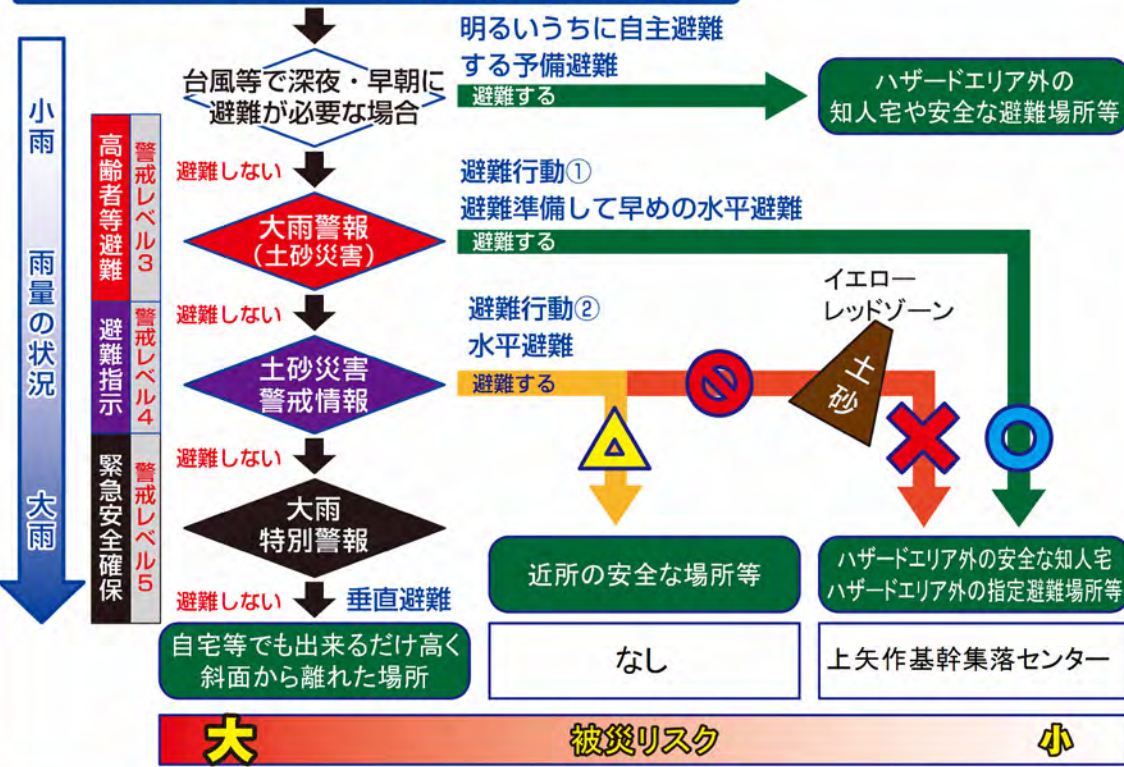 明るいうちに自主避難
する予備避難
台風等で深夜・早朝に
避難が必要な場合
避難する
ハザードエリア外の
知人宅や安全な避難場所等
小雨
雨量の状況
大雨
高齢者等避難
警戒レベル3
避難しない
避難行動①
避難準備して早めの水平避難
大雨警報
(土砂災害)
避難する
イエロー
レッドゾーン
避難指示
警戒レベル4
避難しない
避難行動②
水平避難
土砂災害
警戒情報
避難する
土砂
緊急安全確保
警戒レベル5
避難しない
大雨
特別警報
避難しない
垂直避難
自宅等でも出来るだけ高く
斜面から離れた場所
近所の安全な場所等
なし
ハザードエリア外の安全な知人宅
ハザードエリア外の指定避難場所等
上矢作基幹集落センター
大
被災リスク
小